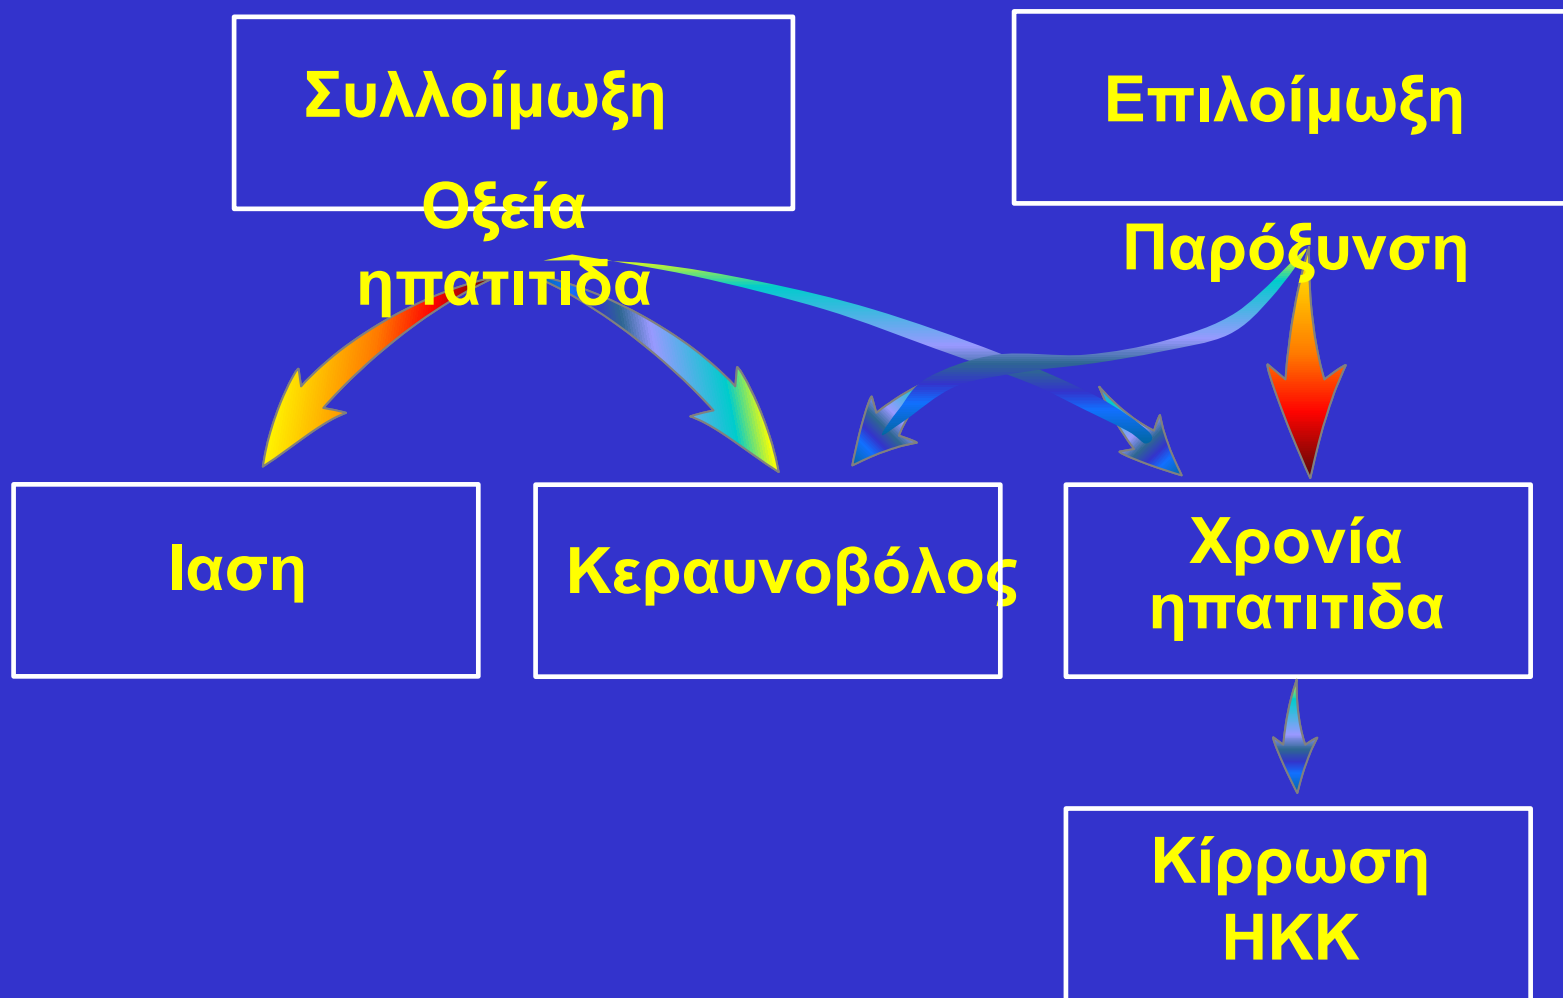 Συλλοίμωξη
Οξεία
ηπατιτιδα
Επιλοίμωξη
Παρόξυνση
Ιαση
Κεραυνοβόλος
Χρονία
ηπατιτιδα
Κίρρωση
ΗΚΚ